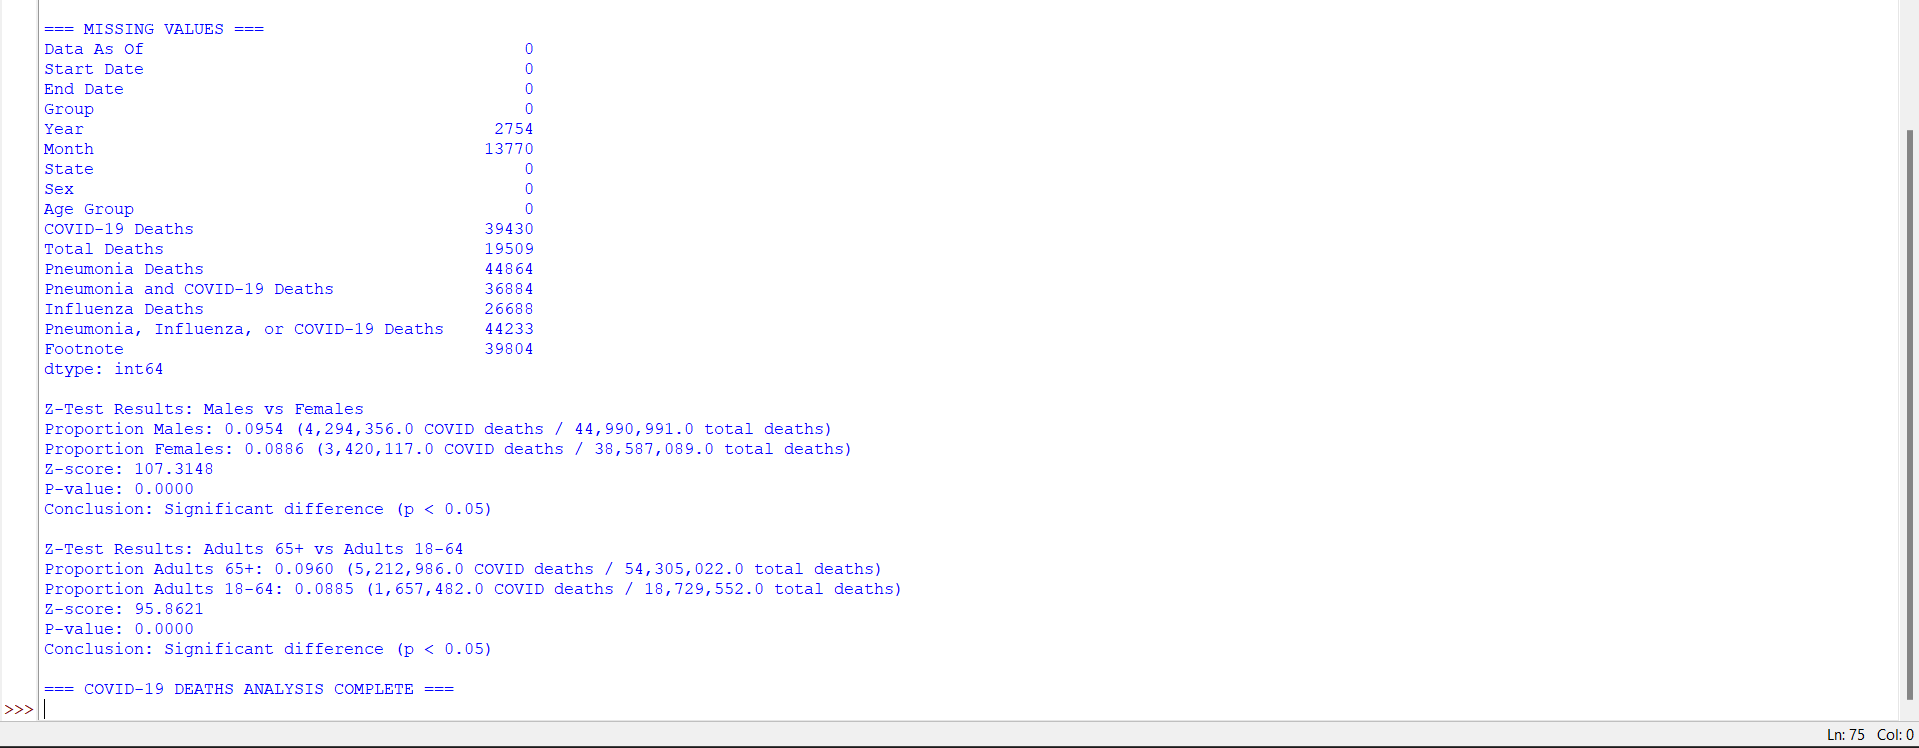 === MISSING VALUES ===
Data As Of 0
Start Date 0
End Date 0
Group 0
Year 2754
Month 13770
State 0
Sex 0
Age Group 0
COVID-19 Deaths 39430
Total Deaths 19509
Pneumonia Deaths 44864
Pneumonia and COVID-19 Deaths 36884
Influenza Deaths 26688
Pneumonia, Influenza, or COVID-19 Deaths 44233
Footnote 39804
dtype: int64
Z-Test Results: Males vs Females
Proportion Males: 0.0954 (4,294,356.0 COVID deaths / 44,990,991.0 total deaths)
Proportion Females: 0.0886 (3,420,117.0 COVID deaths / 38,587,089.0 total deaths)
Z-score: 107.3148
P-value: 0.0000
Conclusion: Significant difference (p < 0.05)
Z-Test Results: Adults 65+ vs Adults 18-64
Proportion Adults 65+: 0.0960 (5,212,986.0 COVID deaths / 54,305,022.0 total deaths)
Proportion Adults 18-64: 0.0885 (1,657,482.0 COVID deaths / 18,729,552.0 total deaths)
Z-score: 95.8621
P-value: 0.0000
Conclusion: Significant difference (p < 0.05)
=== COVID-19 DEATHS ANALYSIS COMPLETE ===
>>>
Ln: 75 Col: 0